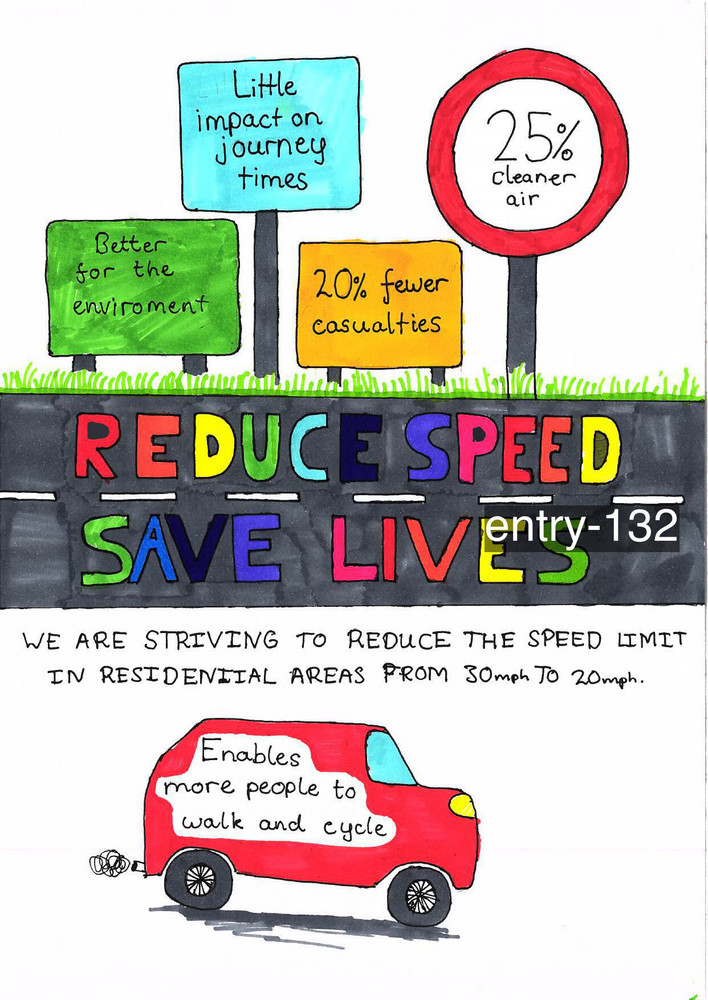 Little
impact on
journey
times
25%
cleaner
air
Better
for the
enviroment
20% fewer
casualties
REDUCE SPEED
SAVE LIVES
entry-132
WE ARE STRIVING TO REDUCE THE SPEED LIMIT
IN RESIDENTIAL AREAS FROM 30mph TO 20mph.
Enables
more people to
walk and cycle